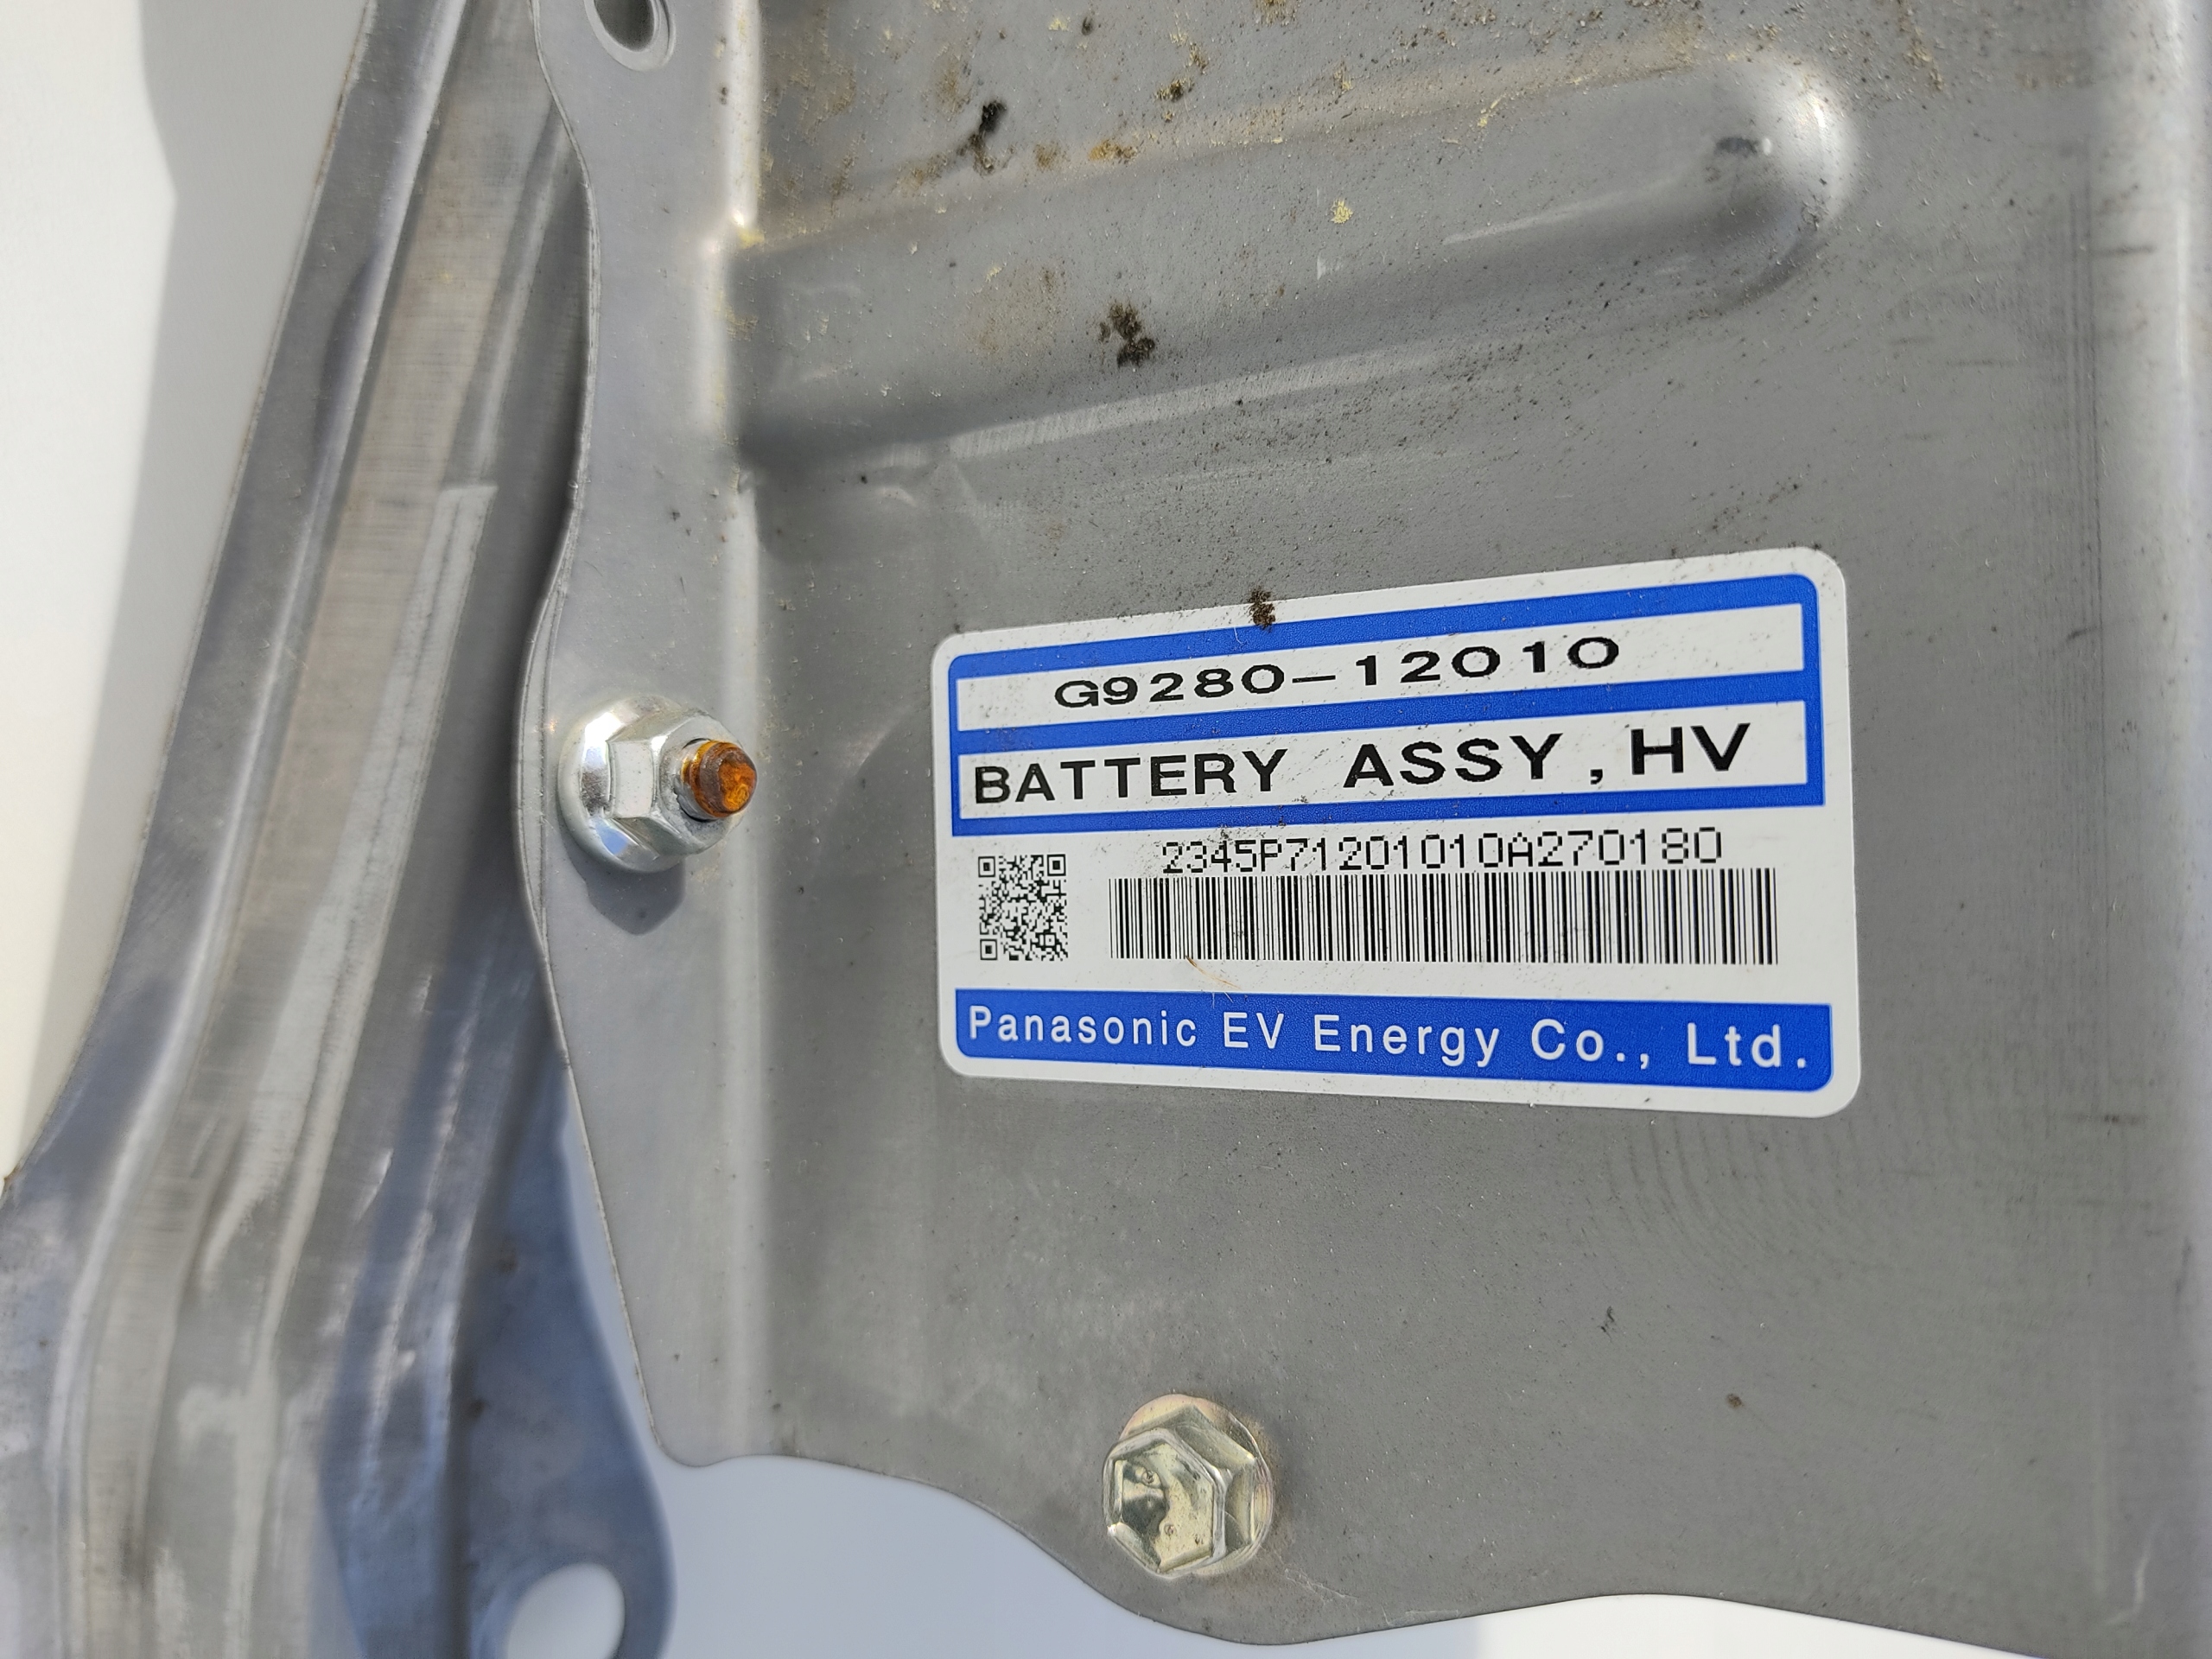 G9280-12010
BATTERY ASSY,HV
2345P71201010A270180
Panasonic EV Energy Co., Ltd.